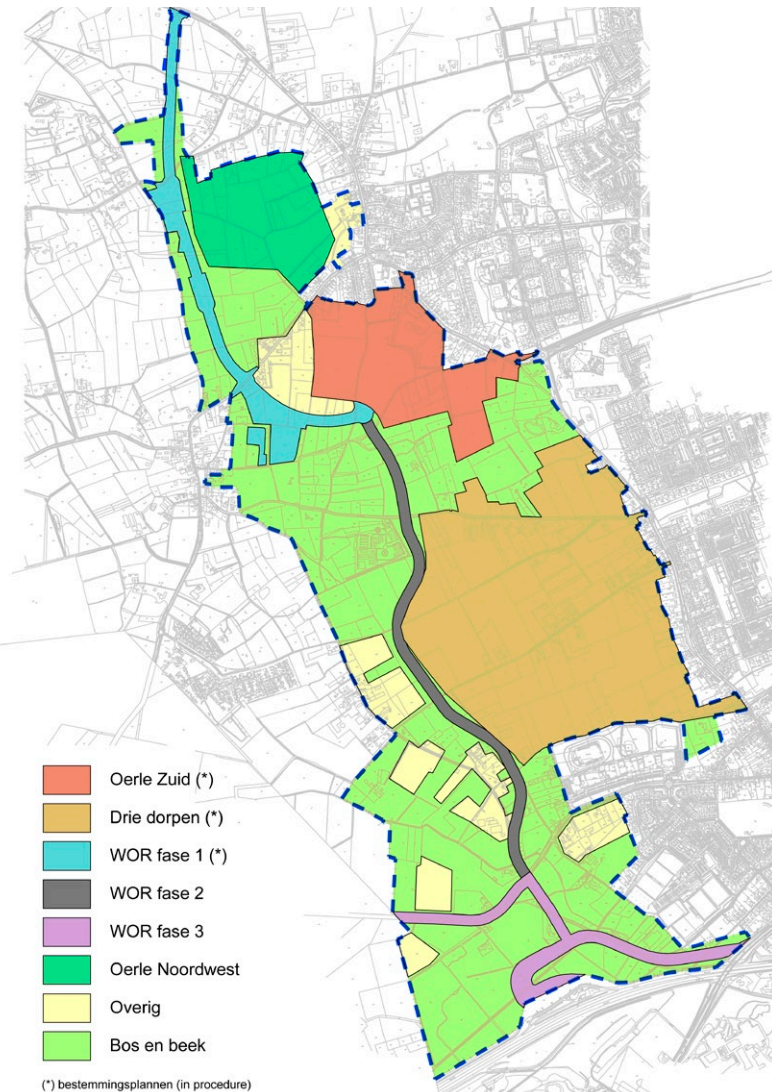 Oerle Zuid (*)
Drie dorpen (*)
WOR fase 1 (*)
WOR fase 2
WOR fase 3
Oerle Noordwest
Overig
Bos en beek
(*) bestemmingsplannen (in procedure)